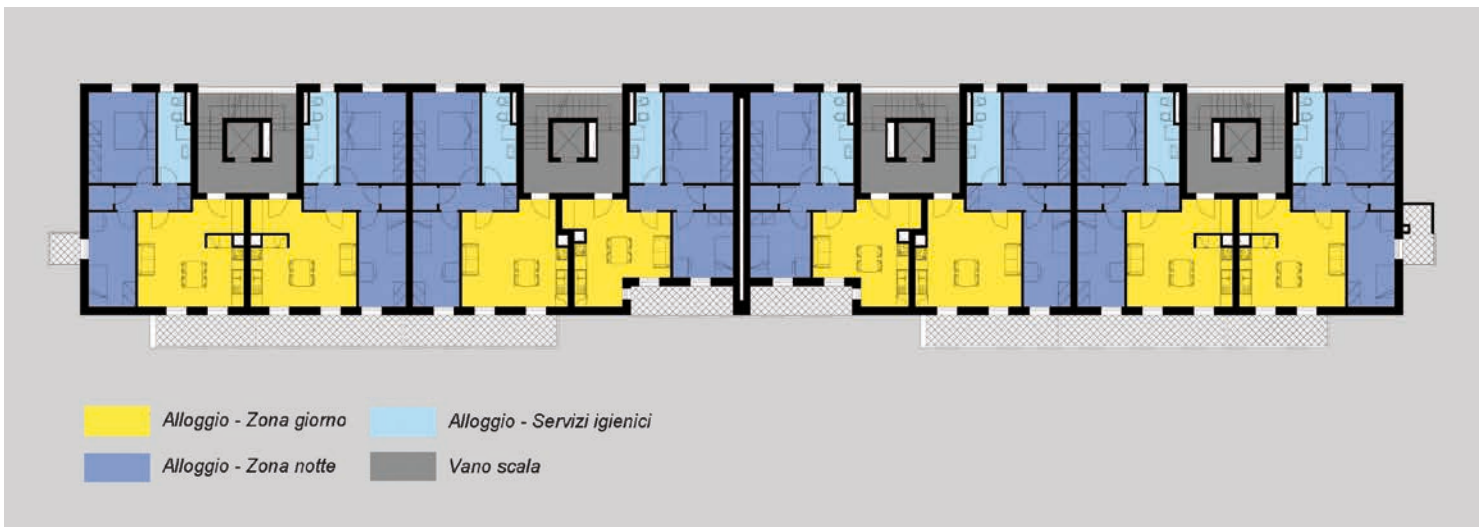 Alloggio - Zona giorno
Alloggio - Servizi igienici
Alloggio - Zona notte
Vano scala